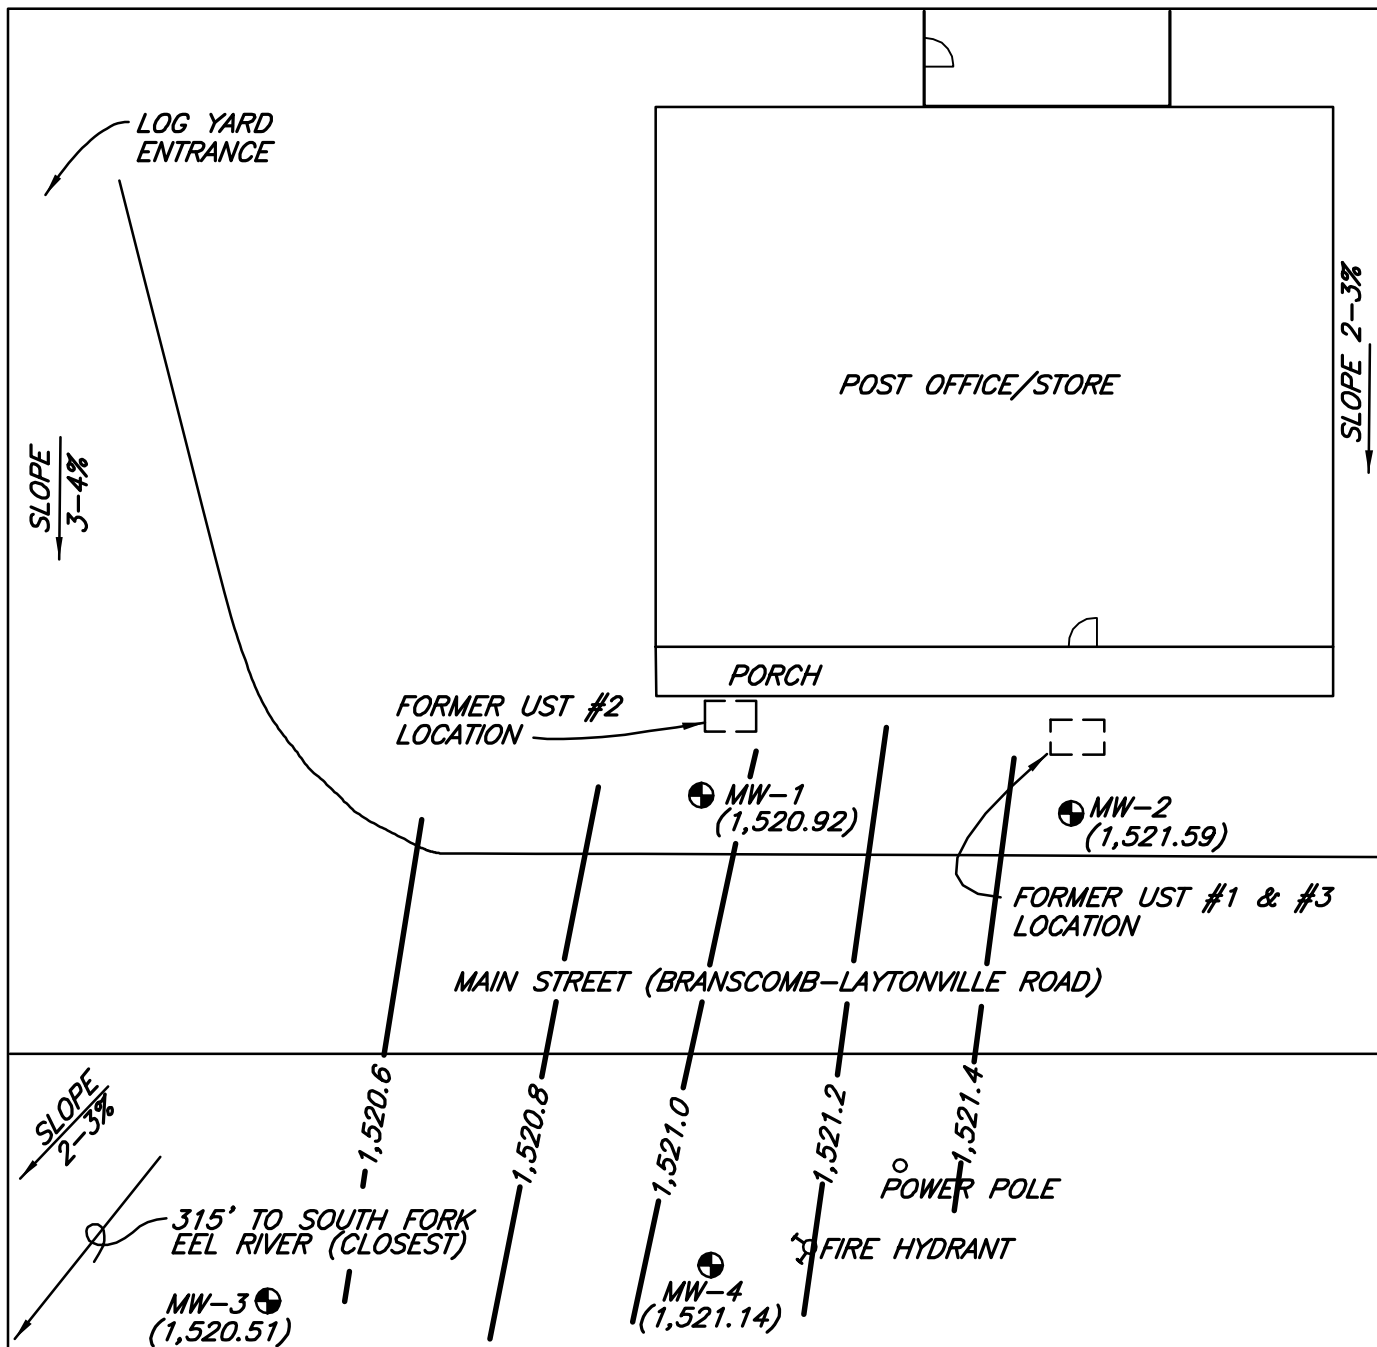 LOG YARD
ENTRANCE
SLOPE 2-3%
POST OFFICE/STORE
SLOPE
3-4%
PORCH
FORMER UST #2
LOCATION
MW-1
(1,520.92)
MW-2
(1,521.59)
FORMER UST #1 & #3
LOCATION
MAIN STREET (BRANSCOMB-LAYTONVILLE ROAD)
SLOPE
2-3%
1,520.6
1,520.8
1,521.0
1,521.2
1,521.4
POWER POLE
315' TO SOUTH FORK
EEL RIVER (CLOSEST)
FIRE HYDRANT
MW-3
(1,520.51)
MW-4
(1,521.14)